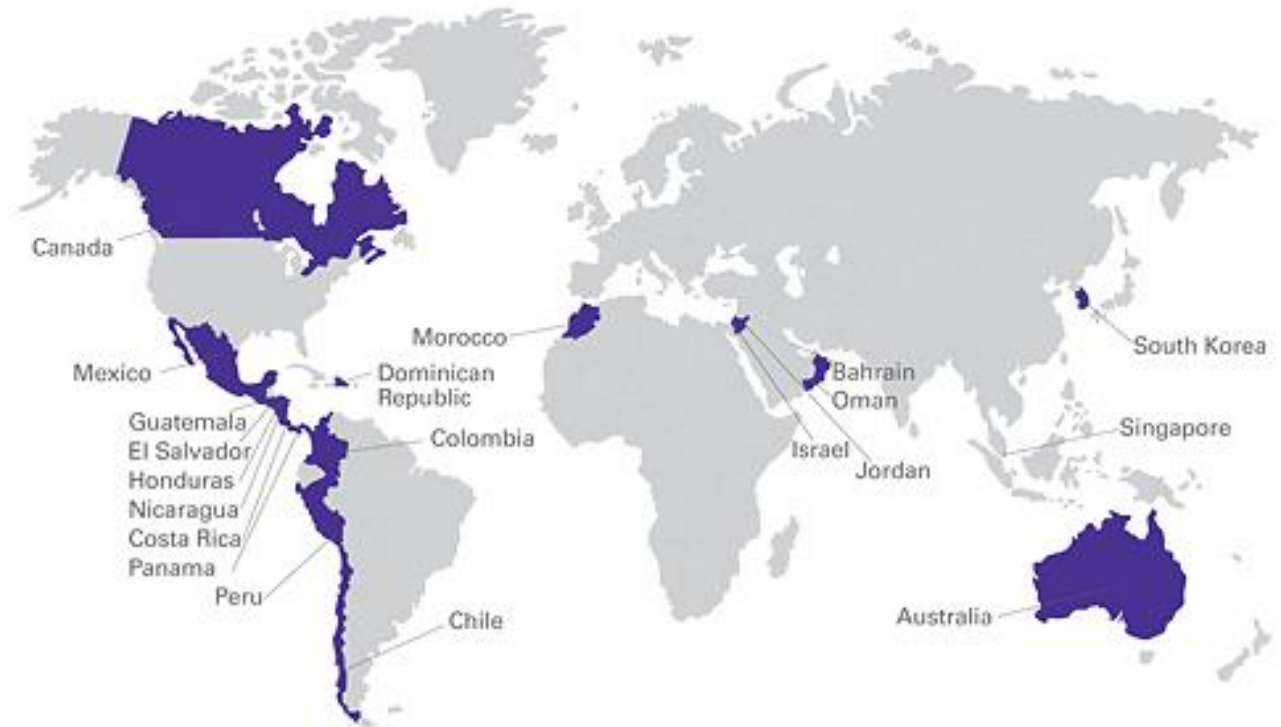 Canada
Mexico
Guatemala
El Salvador
Honduras
Nicaragua
Costa Rica
Panama
Peru
Chile
Colombia
Dominican
Republic
Morocco
Bahrain
Oman
Israel
Jordan
South Korea
Singapore
Australia